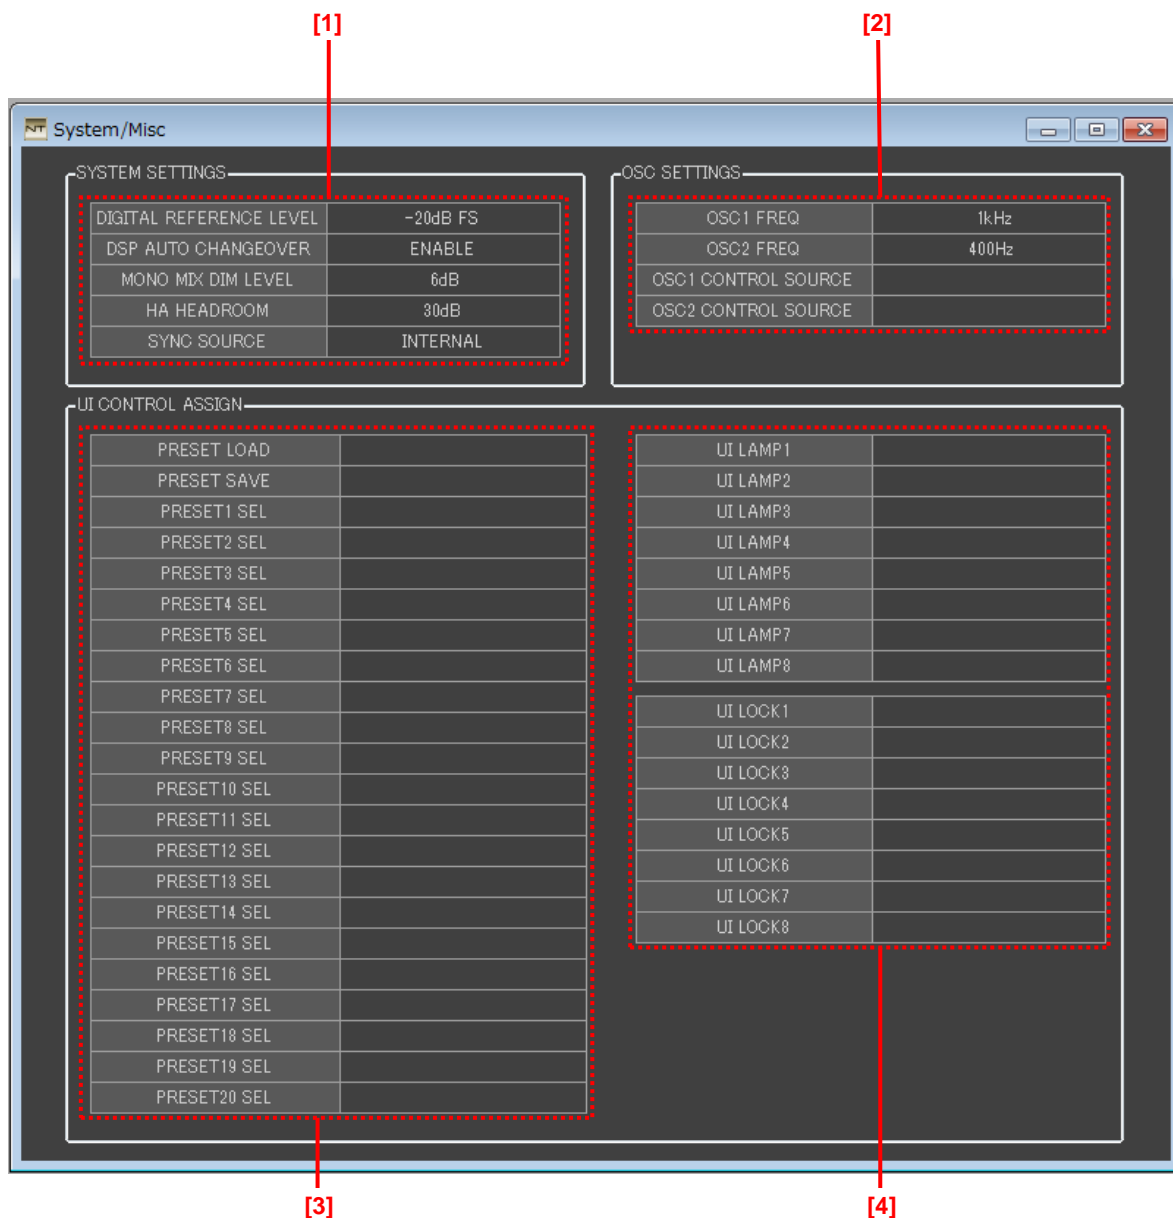 [1]
[2]
NT System/Misc
SYSTEM SETTINGS
DIGITAL REFERENCE LEVEL -20dB FS
DSP AUTO CHANGEOVER ENABLE
MONO MIX DIM LEVEL 6dB
HA HEADROOM 30dB
SYNC SOURCE INTERNAL
OSC SETTINGS
OSC1 FREQ 1kHz
OSC2 FREQ 400Hz
OSC1 CONTROL SOURCE
OSC2 CONTROL SOURCE
UI CONTROL ASSIGN
PRESET LOAD
PRESET SAVE
PRESET1 SEL
PRESET2 SEL
PRESET3 SEL
PRESET4 SEL
PRESET5 SEL
PRESET6 SEL
PRESET7 SEL
PRESET8 SEL
PRESET9 SEL
PRESET10 SEL
PRESET11 SEL
PRESET12 SEL
PRESET13 SEL
PRESET14 SEL
PRESET15 SEL
PRESET16 SEL
PRESET17 SEL
PRESET18 SEL
PRESET19 SEL
PRESET20 SEL
UI LAMP1
UI LAMP2
UI LAMP3
UI LAMP4
UI LAMP5
UI LAMP6
UI LAMP7
UI LAMP8
UI LOCK1
UI LOCK2
UI LOCK3
UI LOCK4
UI LOCK5
UI LOCK6
UI LOCK7
UI LOCK8
[3]
[4]